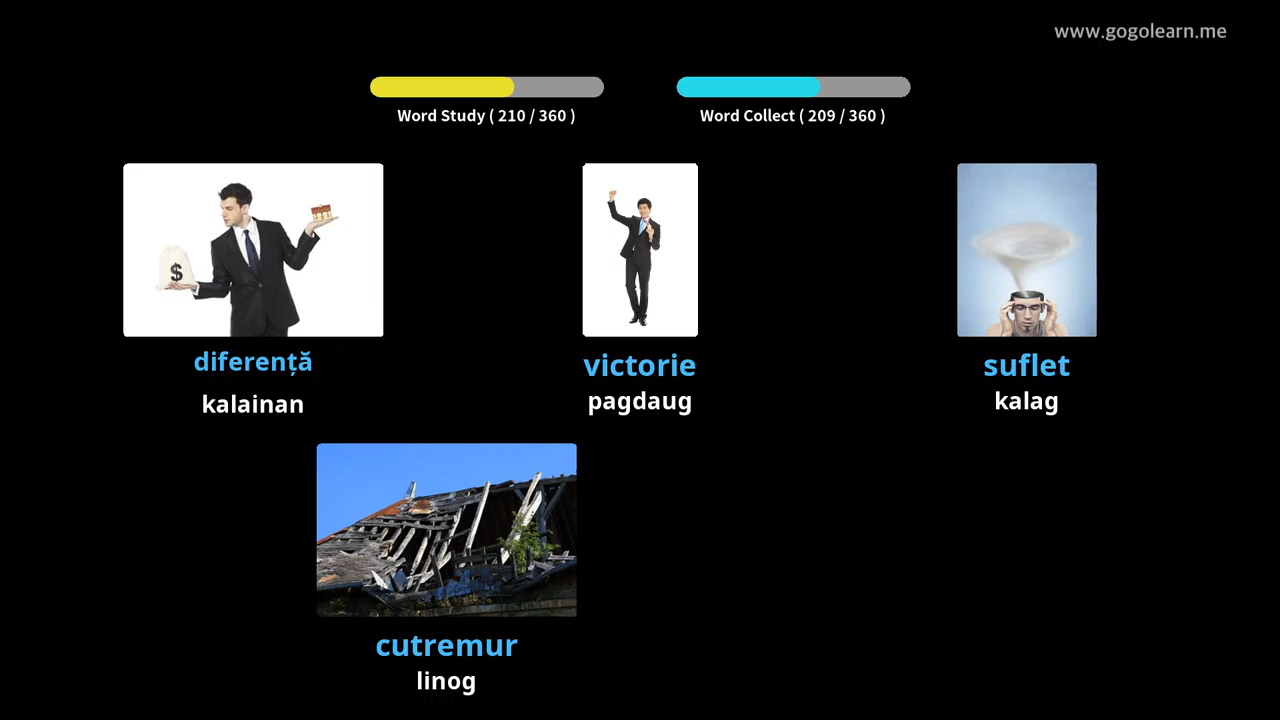 www.gogolearn.me
Word Study ( 210 / 360 )
Word Collect ( 209 / 360 )
$
diferență
kalainan
victorie
pagdaug
suflet
kalag
cutremur
linog